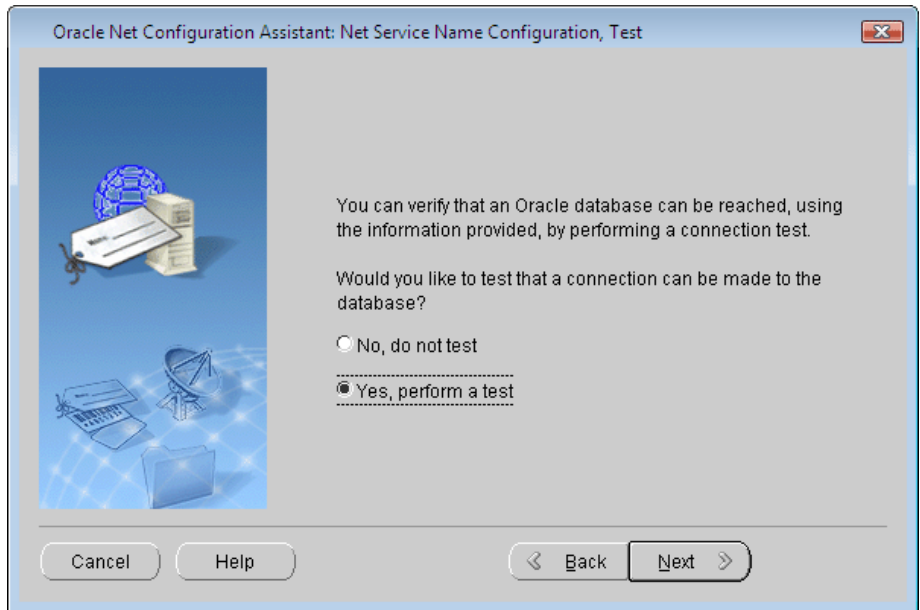 Oracle Net Configuration Assistant: Net Service Name Configuration, Test
You can verify that an Oracle database can be reached, using
the information provided, by performing a connection test.
Would you like to test that a connection can be made to the
database?
No, do not test
Yes, perform a test
Cancel
Help
Back
Next